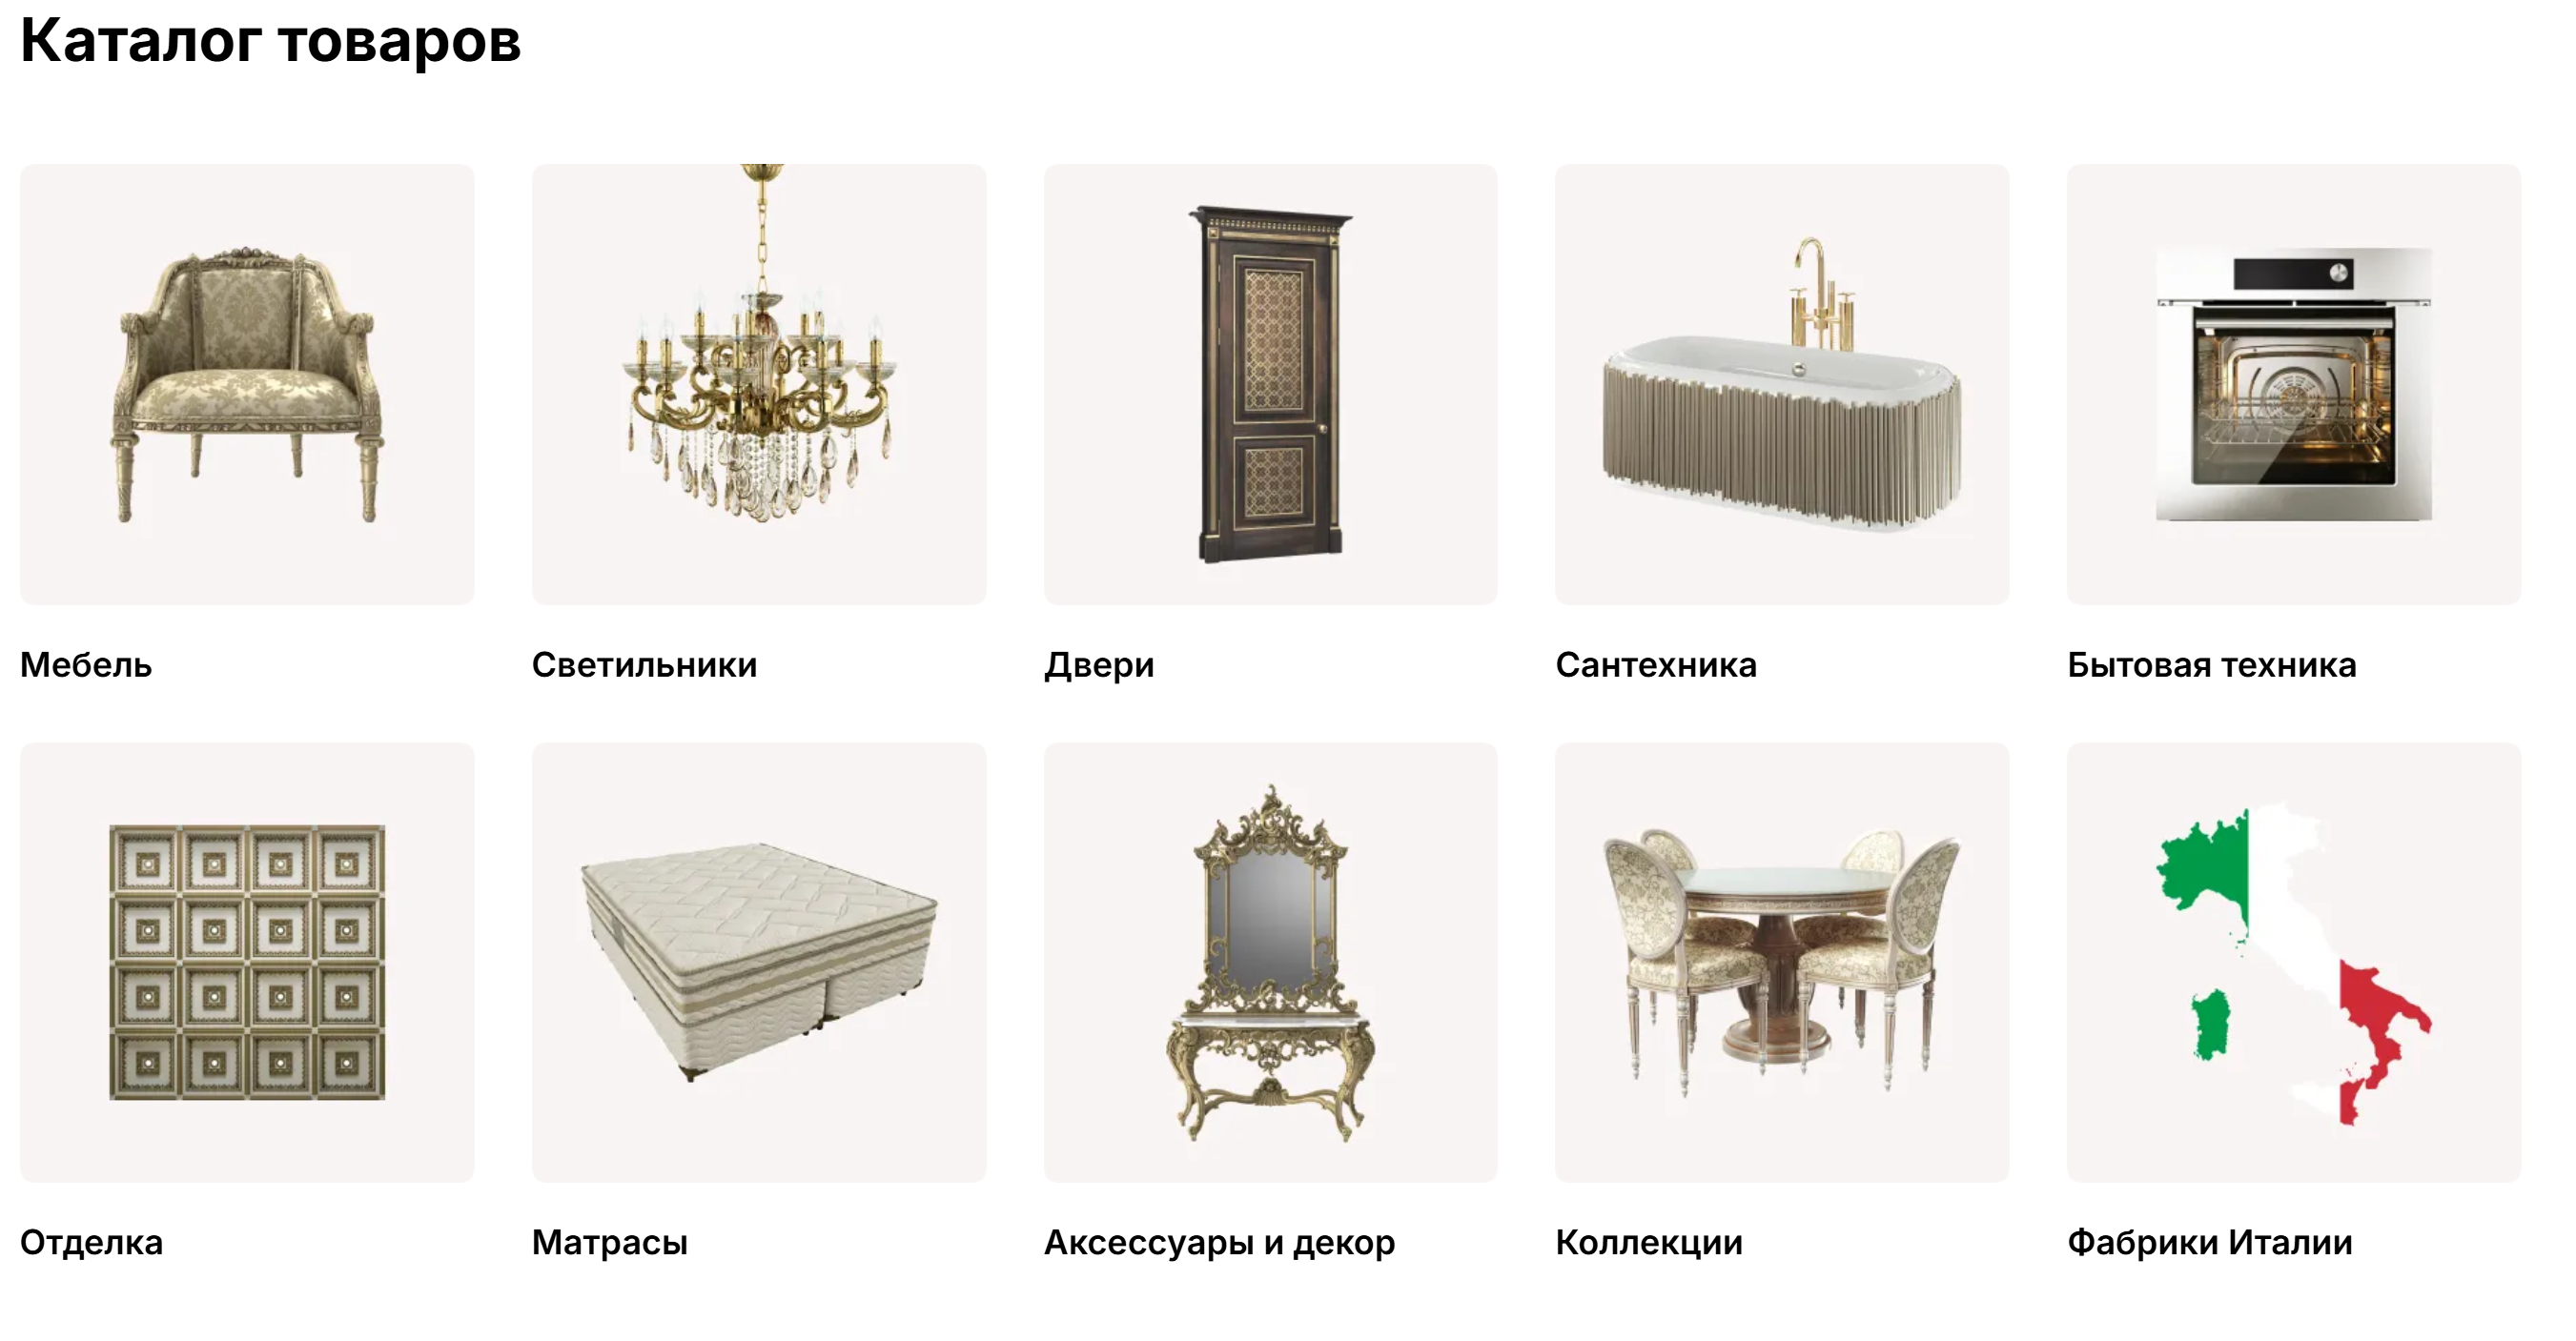 Каталог товаров
Мебель
Светильники
Двери
Сантехника
Бытовая техника
Отделка
Матрасы
Аксессуары и декор
Коллекции
Фабрики Италии